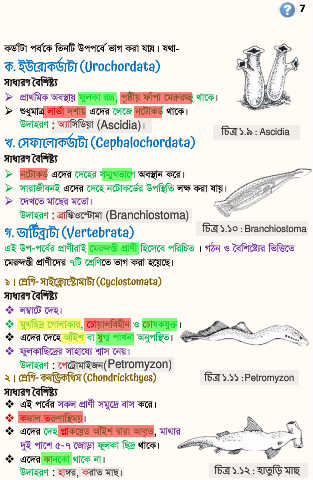 7
কর্ডাটা পর্বকে তিনটি উপপর্বে ভাগ করা যায়। যথা-
ক. ইউরোকর্ডাটা (Urochordata)
সাধারণ বৈশিষ্ট্য
প্রাথমিক অবস্থায় ফুলকা রন্ধ্র, পৃষ্ঠীয় ফাঁপা স্নায়ুরজ্জু থাকে।
শুধুমাত্র লার্ভা দশায় এদের লেজে নটোকর্ড থাকে।
উদাহরণ : অ্যাসিডিয়া (Ascidia)।
চিত্র ১.৯ : Ascidia
খ. সেফালোকর্ডাটা (Cephalochordata)
সাধারণ বৈশিষ্ট্য
নটোকর্ড এদের দেহের সম্মুখভাগে অবস্থান করে।
সারাজীবনই এদের দেহে নটোকর্ডের উপস্থিতি লক্ষ করা যায়।
দেখতে মাছের মতো।
উদাহরণ : ব্রাঙ্কিওস্টোমা (Branchiostoma)
চিত্র ১.১০ : Branchiostoma
গ. ভার্টিব্রাটা (Vertebrata)
এই উপ-পর্বের প্রাণীরাই মেরুদণ্ডী প্রাণী হিসেবে পরিচিত। গঠন ও বৈশিষ্ট্যের ভিত্তিতে
মেরুদণ্ডী প্রাণীদের ৭টি শ্রেণিতে ভাগ করা হয়েছে।
১। শ্রেণি- সাইক্লোস্টোমাটা (Cyclostomata)
সাধারণ বৈশিষ্ট্য
লম্বাটে দেহ।
মুখছিদ্র গোলাকার, চোয়ালবিহীন ও চোষকযুক্ত।
এদের দেহে আঁইশ বা যুগ্ম পাখনা অনুপস্থিত।
ফুলকাছিদ্রের সাহায্যে শ্বাস নেয়।
উদাহরণ : পেট্রোমাইজন(Petromyzon)
চিত্র ১.১১ : Petromyzon
২। শ্রেণি- কনড্রিকথিস (Chondrickthyes)
সাধারণ বৈশিষ্ট্য
এই পর্বের সকল প্রাণী সমুদ্রে বাস করে।
কঙ্কাল তরুণাস্থিময়।
এদের দেহ প্লাকয়েড আঁইশ দ্বারা আবৃত, মাথার
দুই পাশে ৫-৭ জোড়া ফুলকা ছিদ্র থাকে।
এদের কানকো থাকে না।
উদাহরণ : হাঙ্গর, করাত মাছ।
চিত্র ১.১২ : হাতুড়ি মাছ